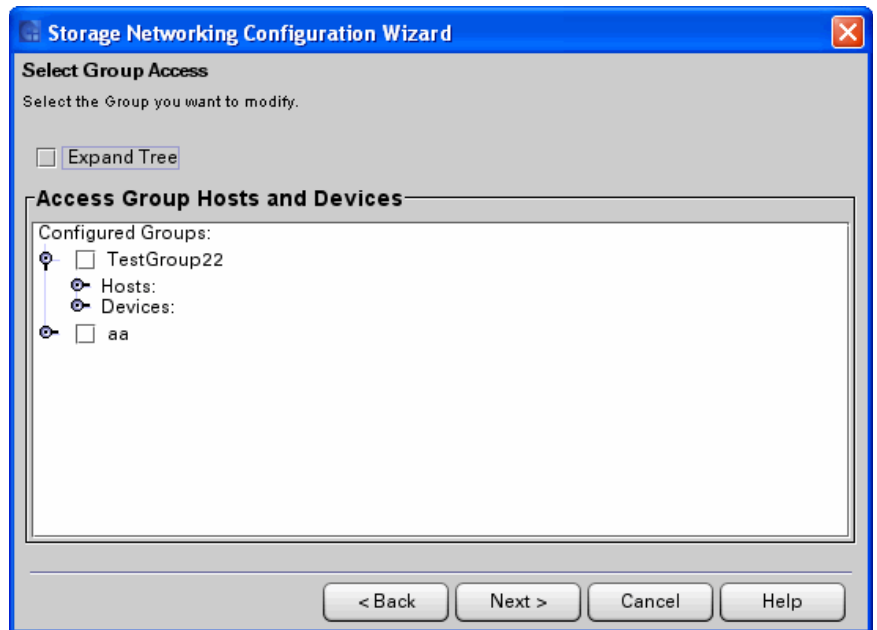 Storage Networking Configuration Wizard
Select Group Access
Select the Group you want to modify.
Expand Tree
Access Group Hosts and Devices
Configured Groups:
TestGroup22
Hosts:
Devices:
aa
< Back Next > Cancel Help